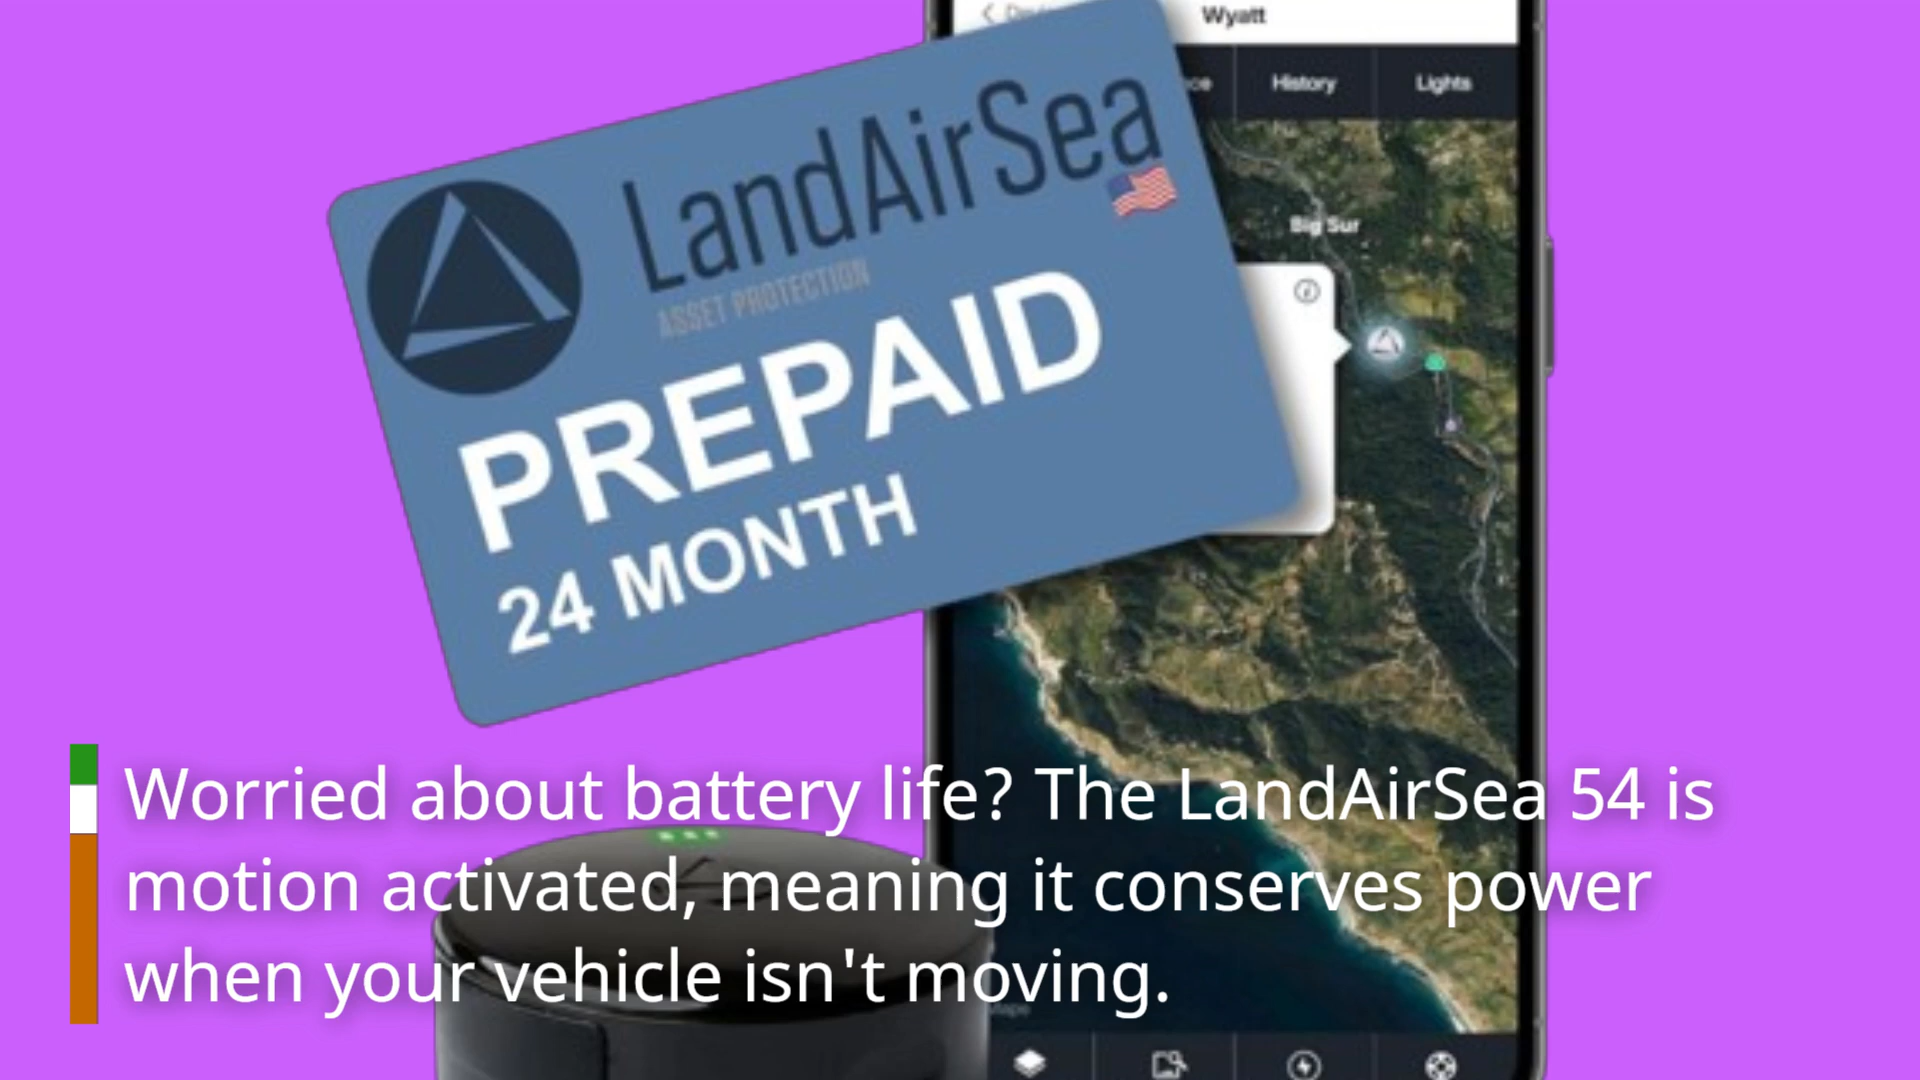 Wyatt
History
Lights
LandAirSea
ASSET PROTECTION
PREPAID
24 MONTH
Big Sur
Worried about battery life? The LandAirSea 54 is
motion activated, meaning it conserves power
when your vehicle isn't moving.